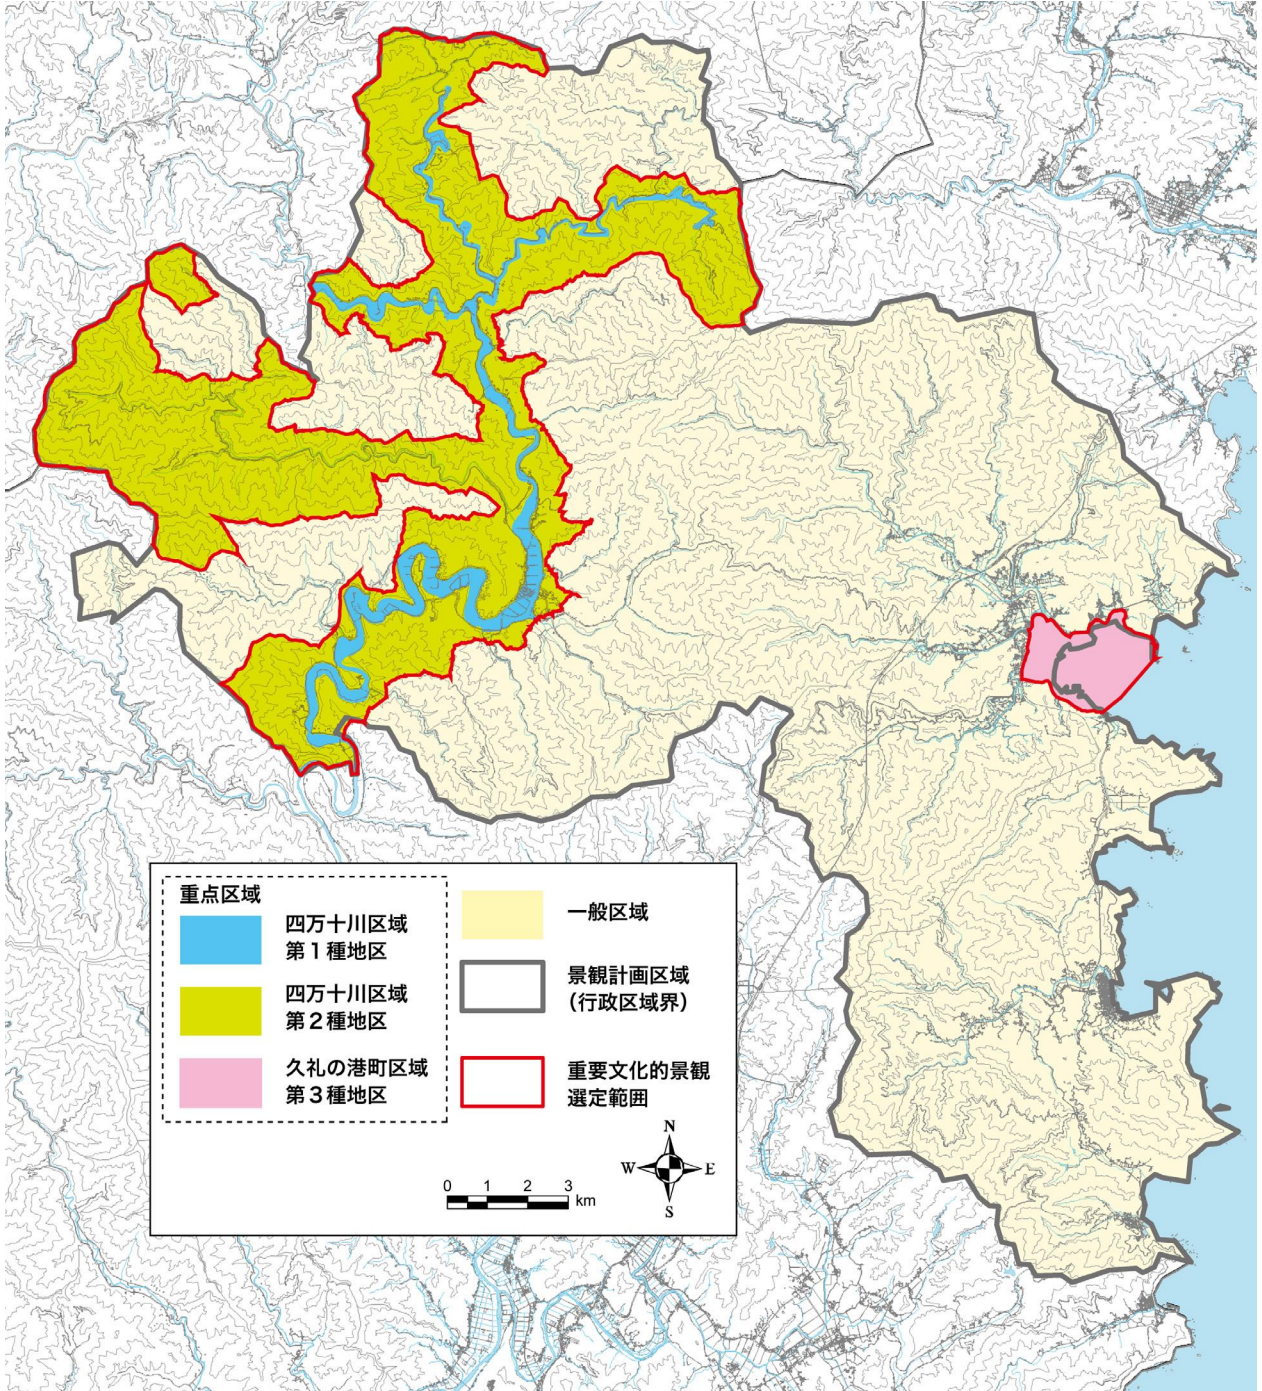 重点区域
四万十川区域
第１種地区
四万十川区域
第２種地区
久礼の港町区域
第３種地区
一般区域
景観計画区域
（行政区域界）
重要文化的景観
選定範囲
N
W E
S
0 1 2 3
km